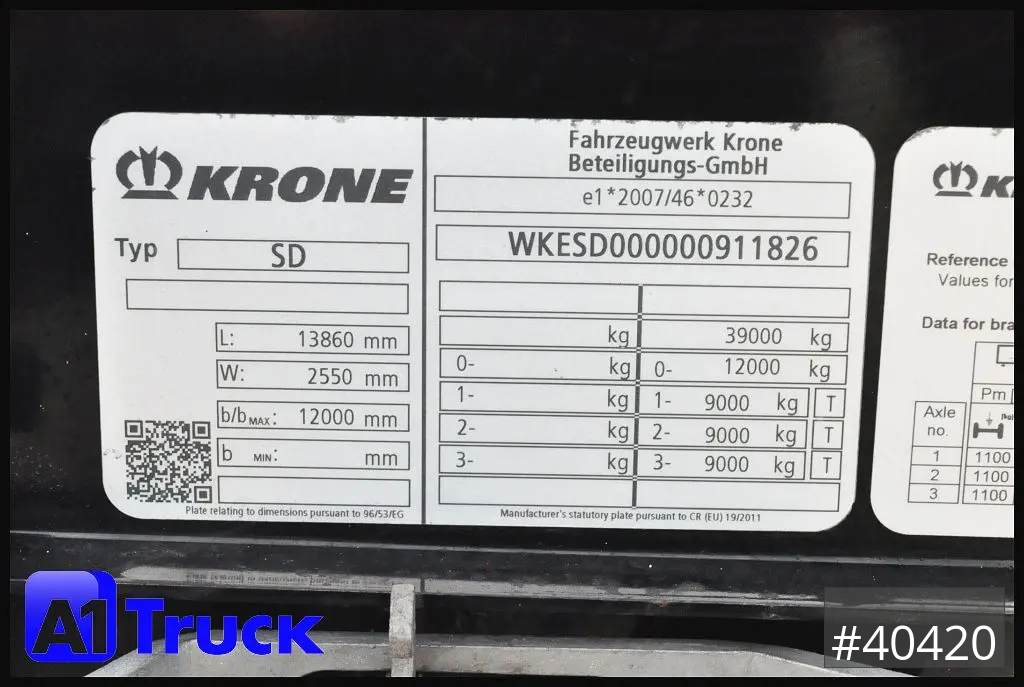 KRONE
Typ SD
L: 13860 mm
W: 2550 mm
b/b MAX: 12000 mm
b MIN: mm
Plate relating to dimensions pursuant to 96/53/EG
Fahrzeugwerk Krone
Beteiligungs-GmbH
e1*2007/46*0232
WKESD000000911826
kg 39000 kg
0- kg 0- 12000 kg
1- kg 1- 9000 kg T
2- kg 2- 9000 kg T
3- kg 3- 9000 kg T
Manufacturer's statutory plate pursuant to CR (EU) 19/2011
K
Reference
Values for
Data for bra
Pm
Axle
no.
1 1100
2 1100
3 1100
A1 Truck
#40420